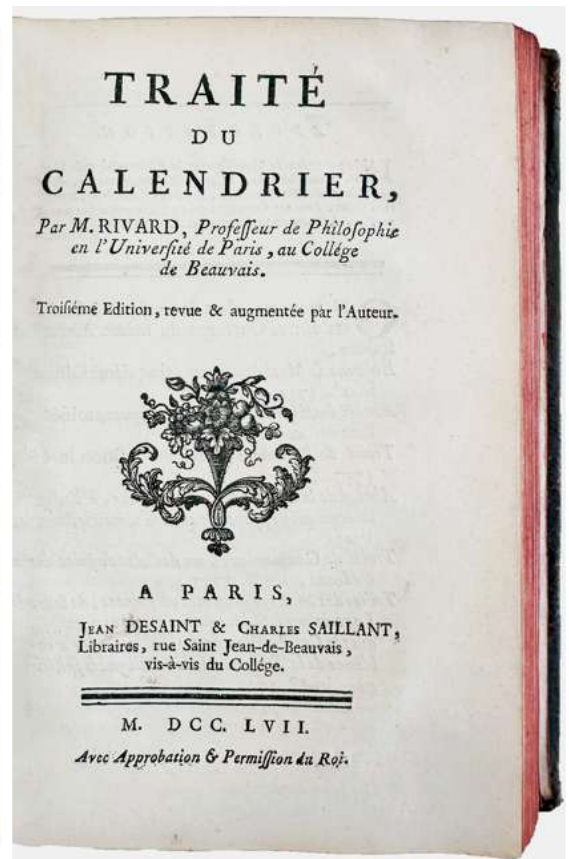 TRAITÉ
DU
CALENDRIER,
Par M. RIVARD, Professeur de Philosophie
en l'Université de Paris, au Collége
de Beauvais.
Troisiéme Edition, revue & augmentée par l'Auteur.
A PARIS,
JEAN DESAINT & CHARLES SAILLANT,
Libraires, rue Saint Jean-de-Beauvais,
vis-à-vis du Collége.
M. DCC. LVII.
Avec Approbation & Permission du Roi.